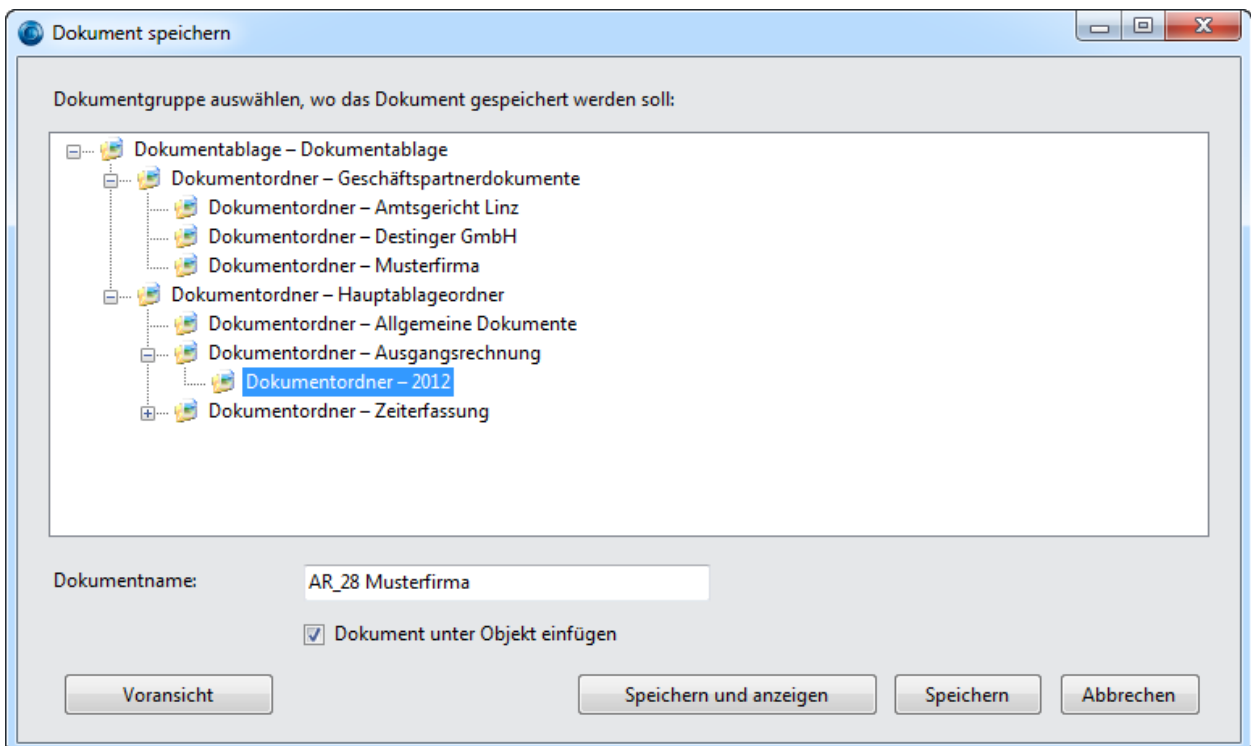 Dokument speichern
Dokumentgruppe auswählen, wo das Dokument gespeichert werden soll:
Dokumentablage – Dokumentablage
Dokumentordner – Geschäftspartnerdokumente
Dokumentordner – Amtsgericht Linz
Dokumentordner – Destinger GmbH
Dokumentordner – Musterfirma
Dokumentordner – Hauptablageordner
Dokumentordner – Allgemeine Dokumente
Dokumentordner – Ausgangsrechnung
Dokumentordner – 2012
Dokumentordner – Zeiterfassung
Dokumentname: AR_28 Musterfirma
Dokument unter Objekt einfügen
Voransicht Speichern und anzeigen Speichern Abbrechen